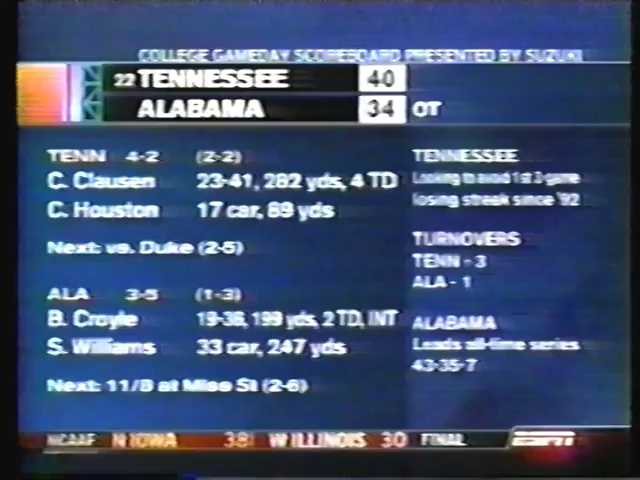 COLLEGE GAMEDAY SCOREBOARD PRESENTED BY SUZUKI
22 TENNESSEE 40
ALABAMA 34 OT
TENN 4-2 (2-2)
C. Clausen 23-41, 282 yds, 4 TD
C. Houston 17 car, 89 yds
Next: vs. Duke (2-5)
ALA 3-5 (1-3)
B. Croyle 19-36, 199 yds, 2 TD, INT
S. Williams 33 car, 247 yds
Next: 11/8 at Miss St (2-6)
TENNESSEE
Looking to avoid 1st 3-game
losing streak since '92
TURNOVERS
TENN - 3
ALA - 1
ALABAMA
Leads all-time series
43-35-7
NCAAF N IOWA 38 W ILLINOIS 30 FINAL ESPN